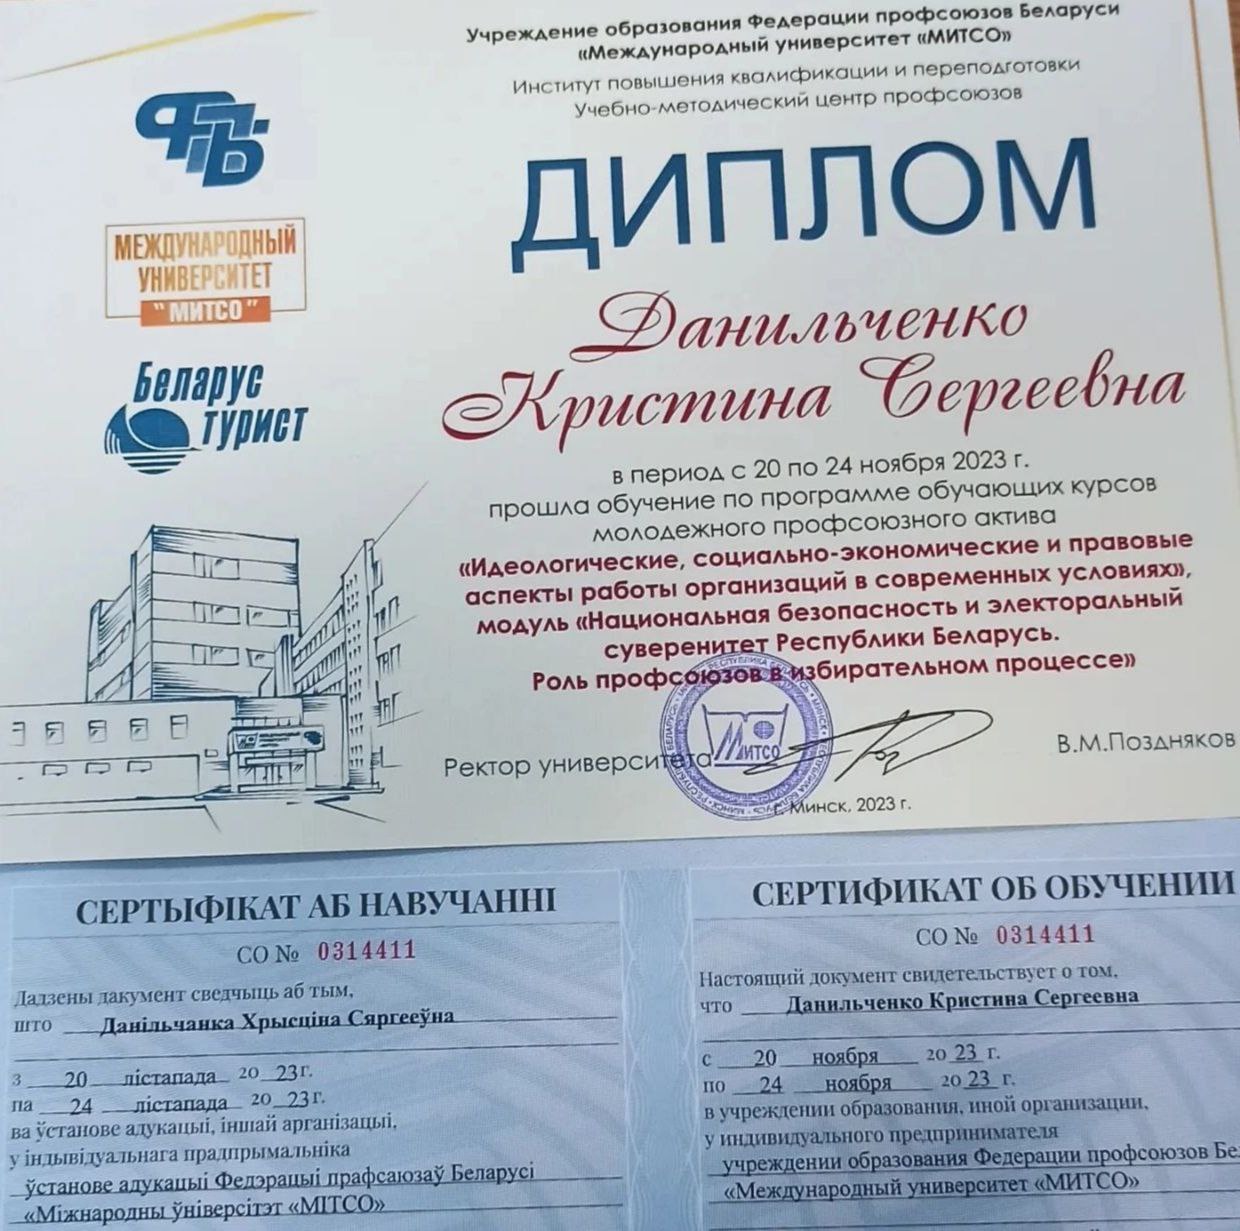 Учреждение образования Федерации профсоюзов Беларуси
«Международный университет «МИТСО»
Институт повышения квалификации и переподготовки
Учебно-методический центр профсоюзов
ФПБ
МЕЖДУНАРОДНЫЙ
УНИВЕРСИТЕТ
"МИТСО"
Беларус
турист
ДИПЛОМ
Данильченко
Кристина Сергеевна
в период с 20 по 24 ноября 2023 г.
прошла обучение по программе обучающих курсов
молодежного профсоюзного актива
«Идеологические, социально-экономические и правовые
аспекты работы организаций в современных условиях»,
модуль «Национальная безопасность и электоральный
суверенитет Республики Беларусь.
Роль профсоюзов в избирательном процессе»
Ректор университета
МИТСО
В.М.Поздняков
г. Минск, 2023 г.
СЕРТЫФІКАТ АБ НАВУЧАННІ
СО № 0314411
Дадзены дакумент сведчыць аб тым,
што Данільчанка Хрысціна Сяргееўна
з 20 лістапада 20 23 г.
па 24 лістапада 20 23 г.
ва ўстанове адукацыі, іншай арганізацыі,
у індывідуальнага прадпрымальніка
ўстанове адукацыі Федэрацыі прафсаюзаў Беларусі
«Міжнародны ўніверсітэт «МІТСО»
СЕРТИФИКАТ ОБ ОБУЧЕНИИ
СО № 0314411
Настоящий документ свидетельствует о том,
что Данильченко Кристина Сергеевна
с 20 ноября 20 23 г.
по 24 ноября 20 23 г.
в учреждении образования, иной организации,
у индивидуального предпринимателя
учреждении образования Федерации профсоюзов Бе
«Международный университет «МИТСО»